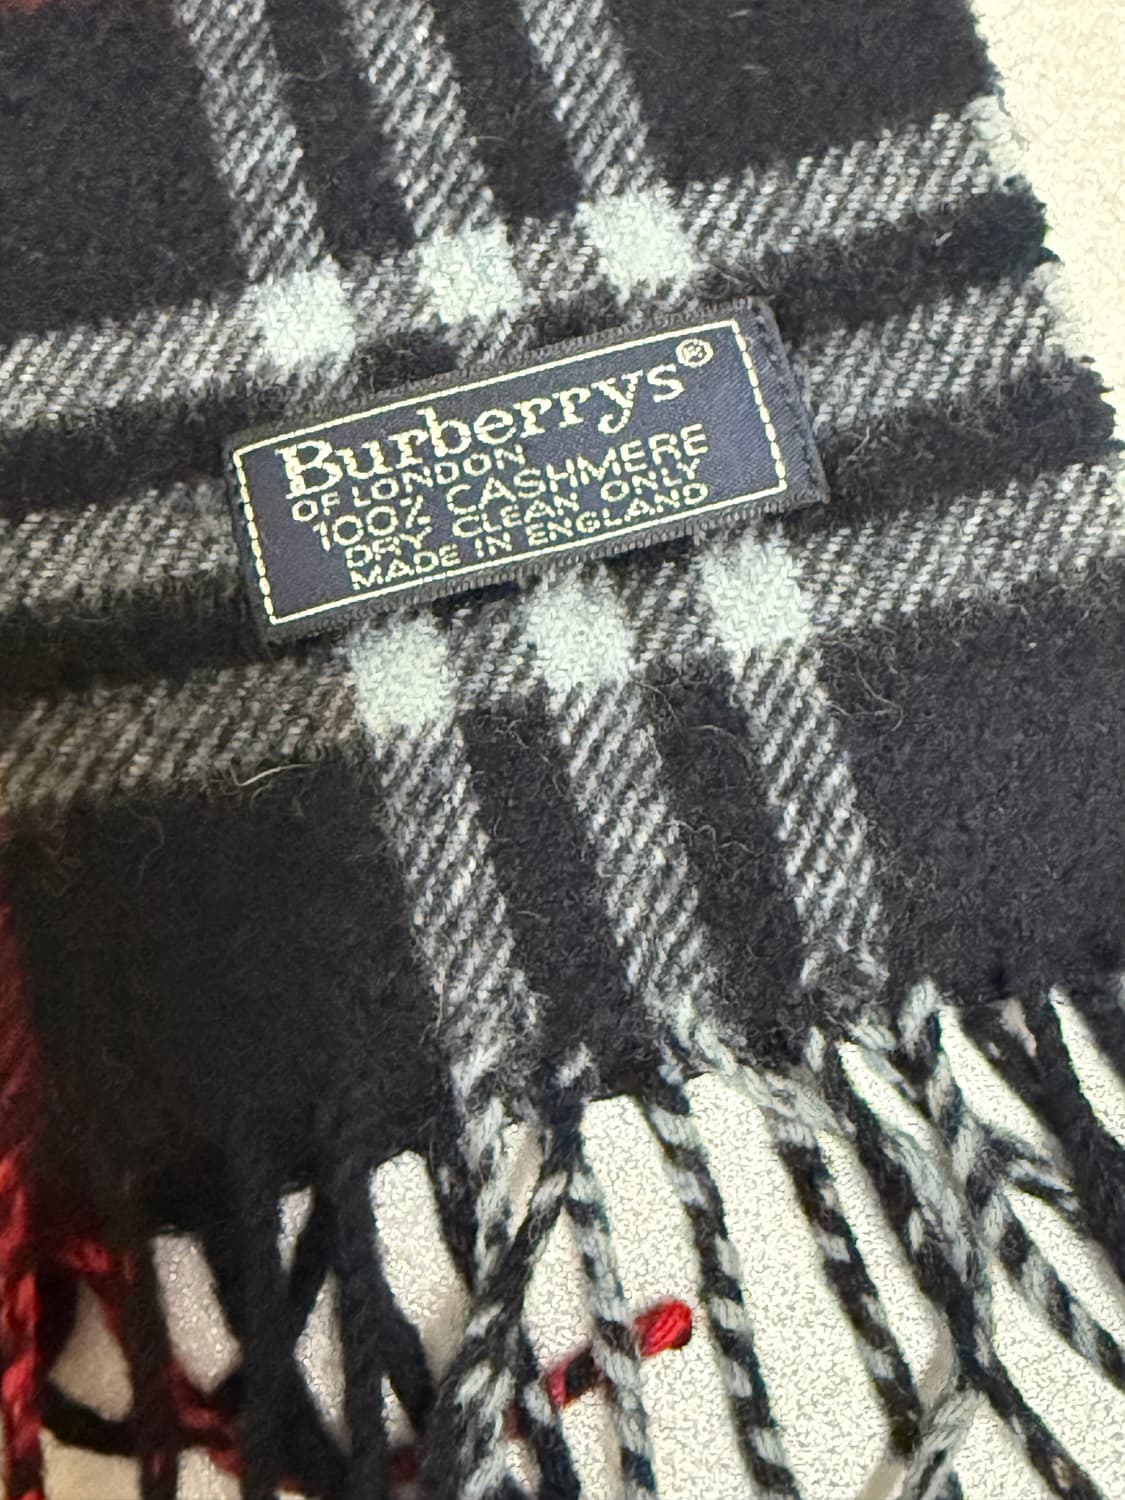 Burberrys®
OF LONDON
100% CASHMERE
DRY CLEAN ONLY
MADE IN ENGLAND